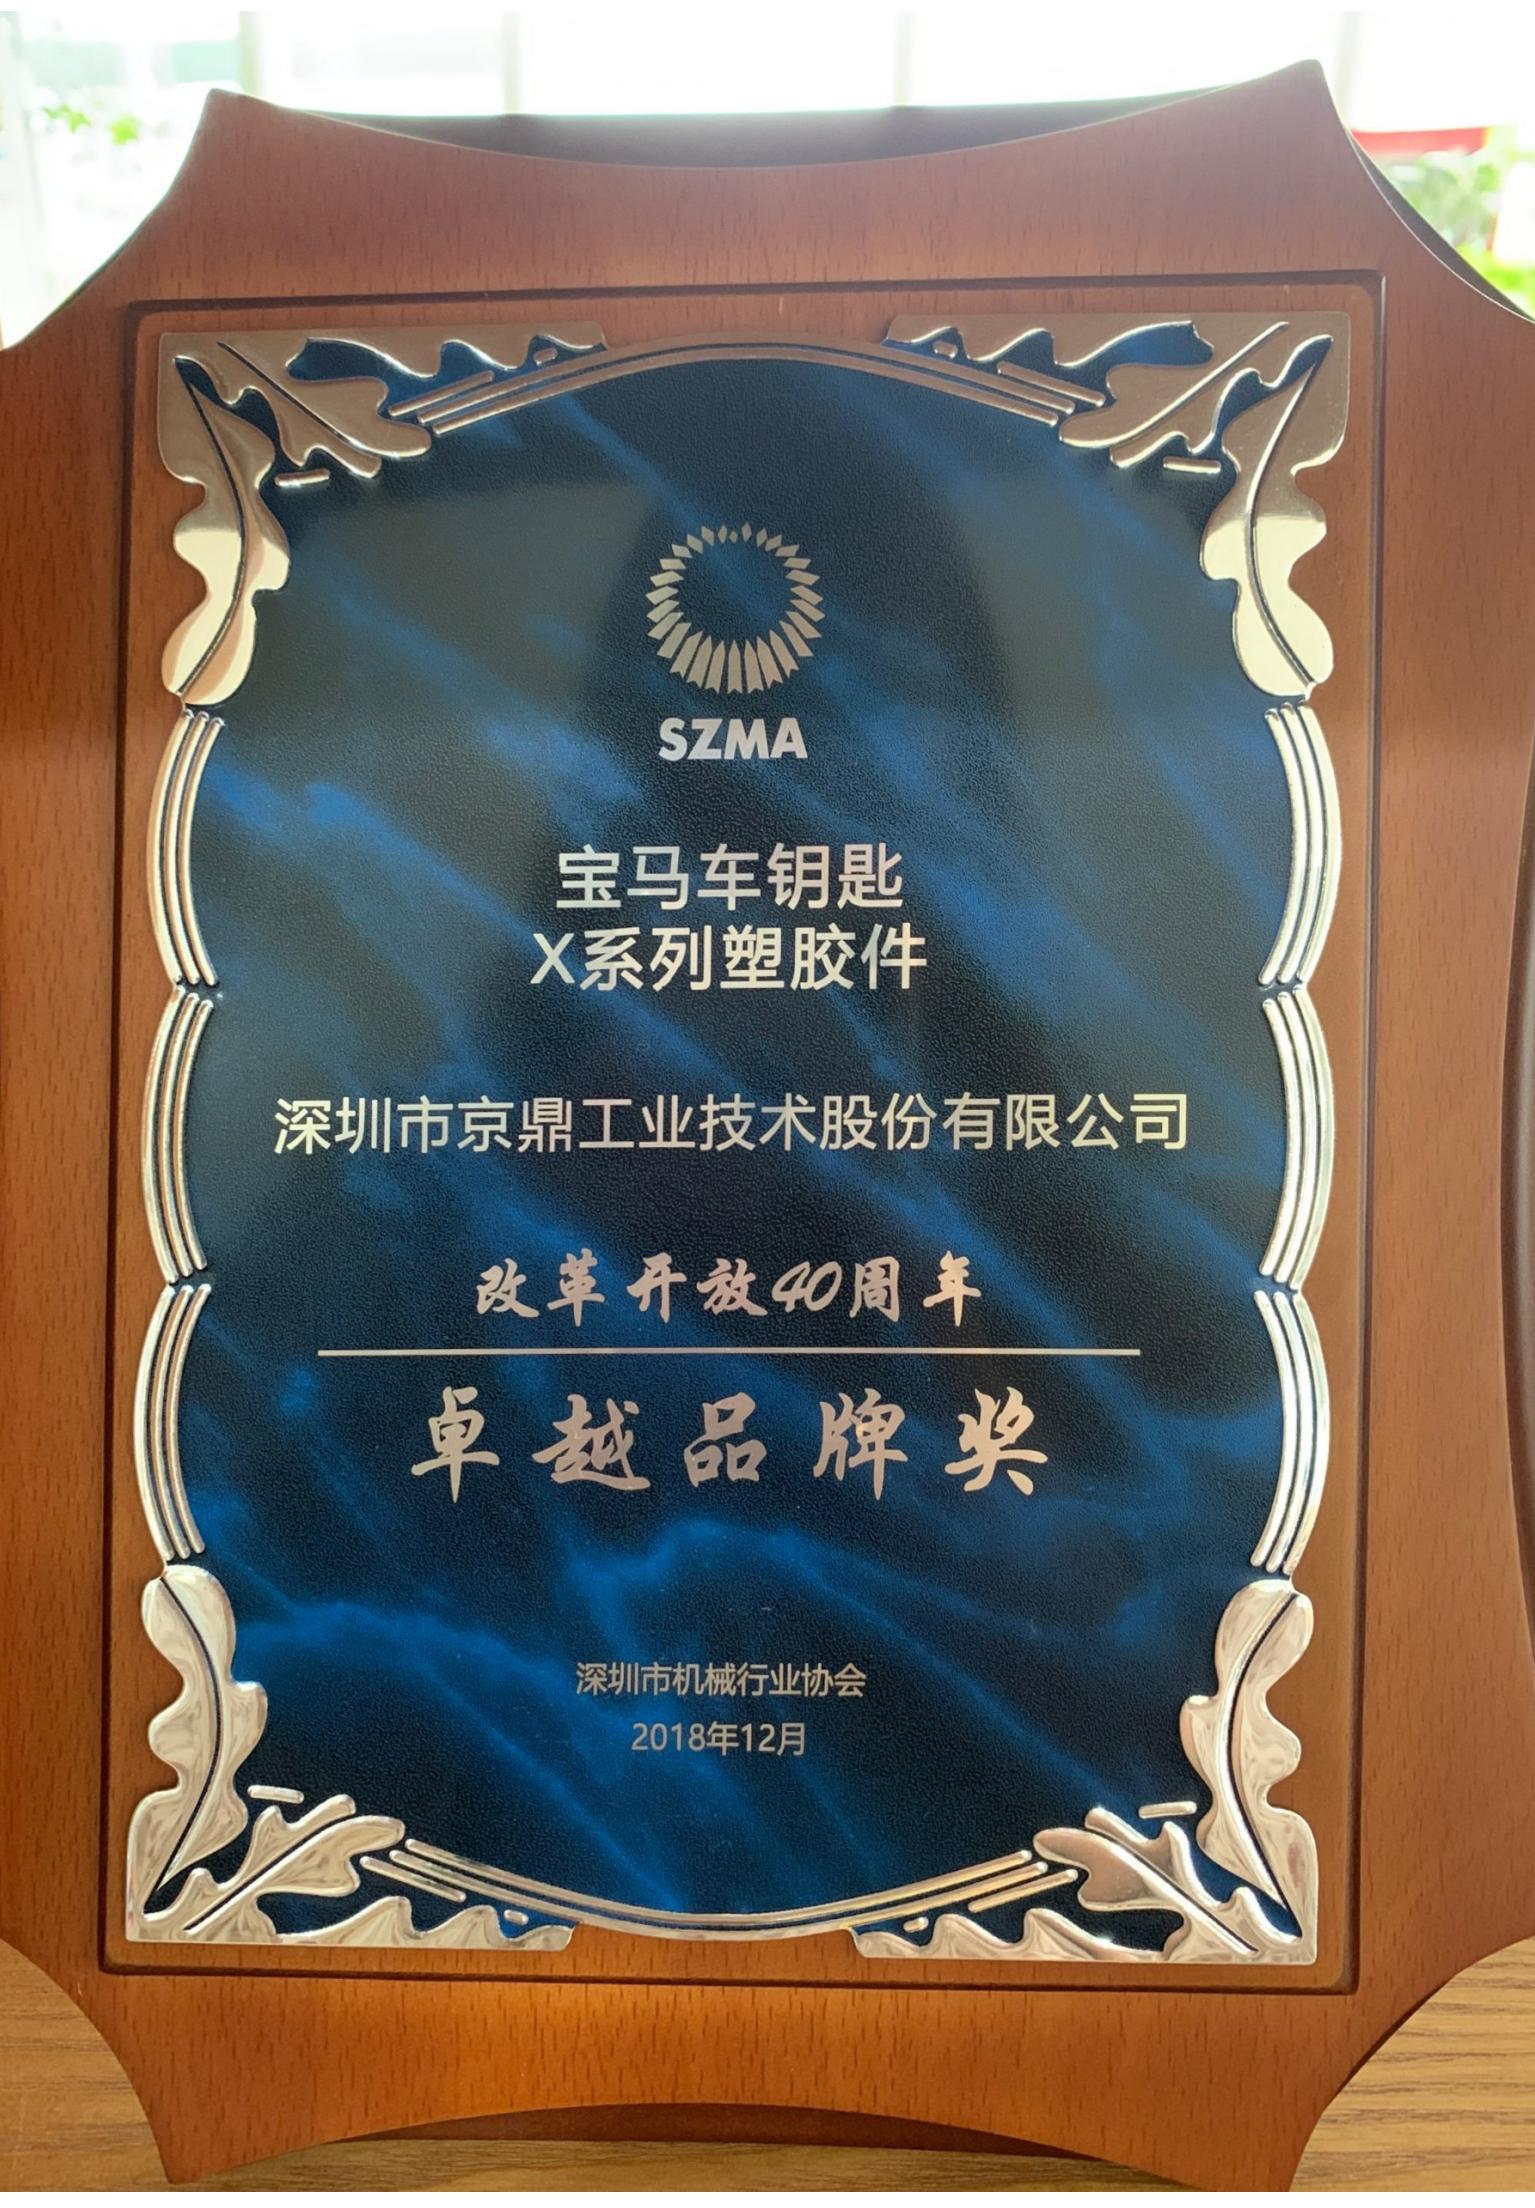 SZMA
宝马车钥匙
X系列塑胶件
深圳市京鼎工业技术股份有限公司
改革开放40周年
卓越品牌奖
深圳市机械行业协会
2018年12月